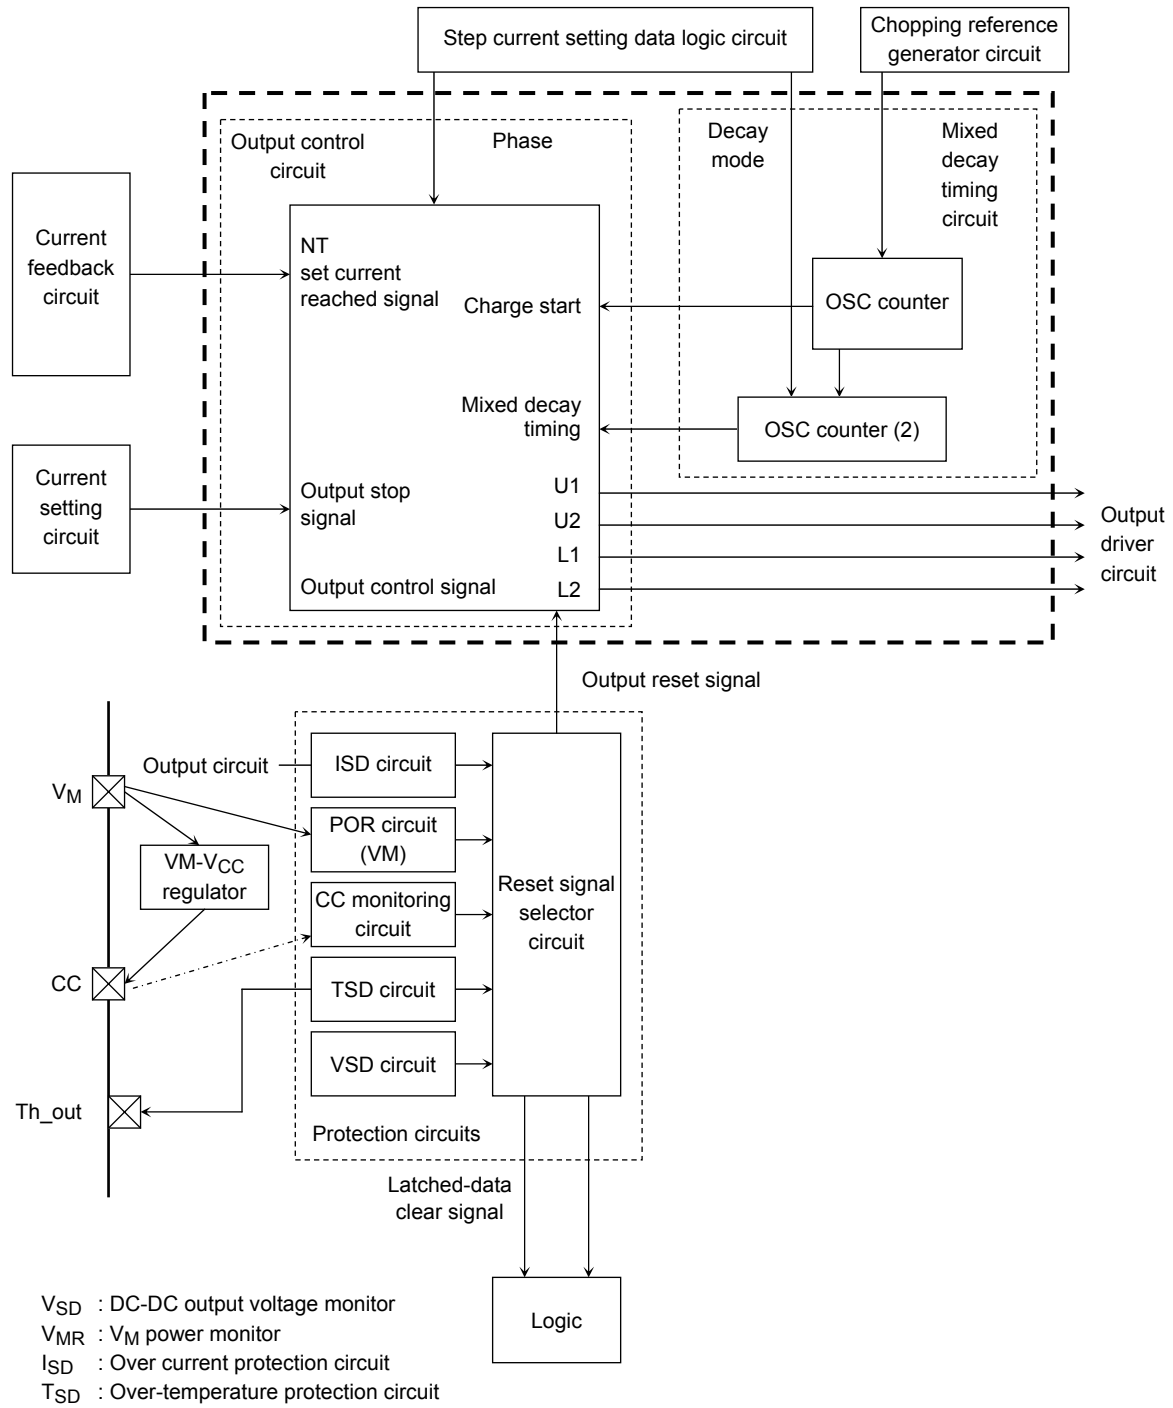 Step current setting data logic circuit
Chopping reference
generator circuit
Output control
circuit
Phase
Decay
mode
Mixed
decay
timing
circuit
Current
feedback
circuit
NT
set current
reached signal
Charge start
OSC counter
Mixed decay
timing
OSC counter (2)
Current
setting
circuit
Output stop
signal
U1
U2
L1
L2
Output control signal
Output
driver
circuit
Output reset signal
Output circuit
ISD circuit
VM
POR circuit
(VM)
VM-VCC
regulator
CC monitoring
circuit
Reset signal
selector
circuit
CC
TSD circuit
VSD circuit
Th_out
Protection circuits
Latched-data
clear signal
Logic
VSD : DC-DC output voltage monitor
VMR : VM power monitor
ISD : Over current protection circuit
TSD : Over-temperature protection circuit